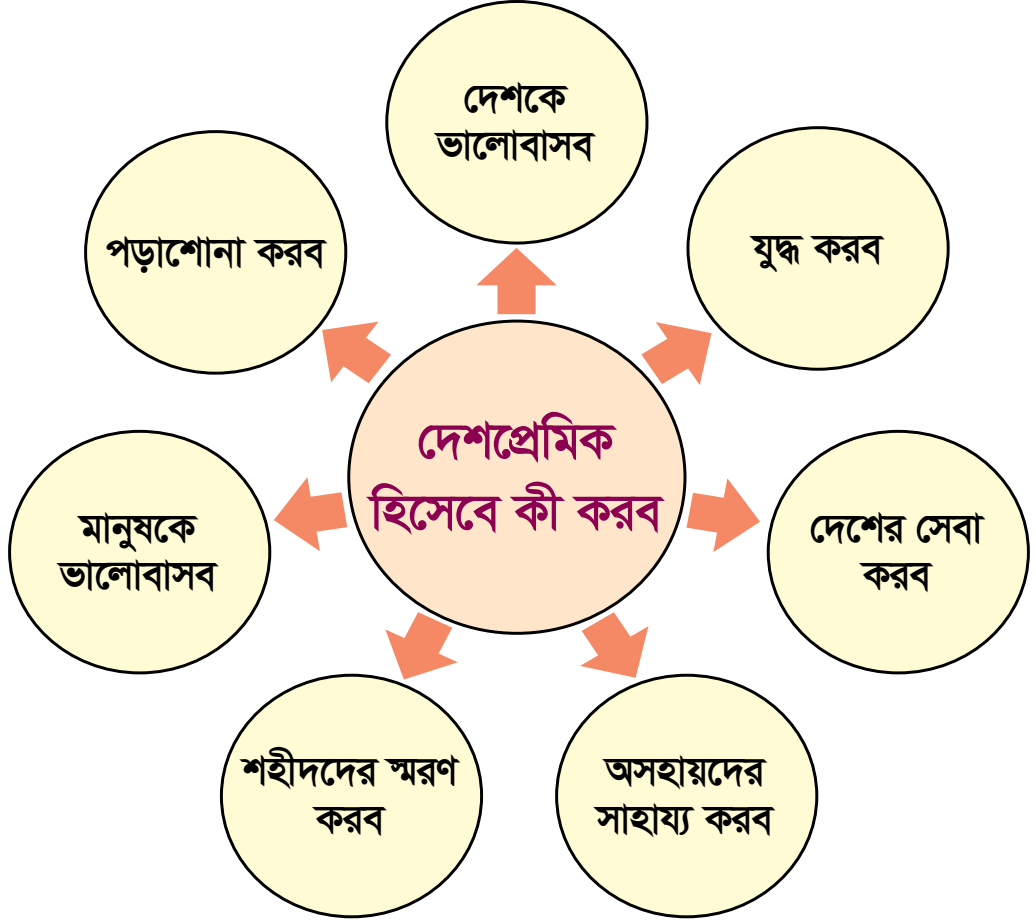 দেশকে
ভালোবাসব
যুদ্ধ করব
পড়াশোনা করব
দেশপ্রেমিক
হিসেবে কী করব
মানুষকে
ভালোবাসব
দেশের সেবা
করব
শহীদদের স্মরণ
করব
অসহায়দের
সাহায্য করব